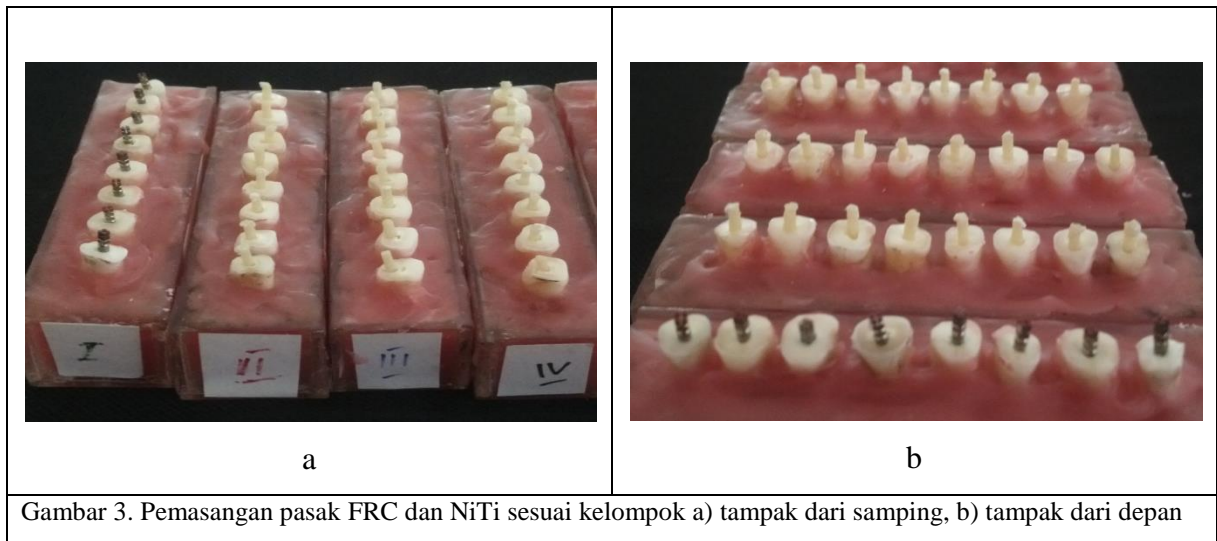 I
II
III
IV
a
b
Gambar 3. Pemasangan pasak FRC dan NiTi sesuai kelompok a) tampak dari samping, b) tampak dari depan